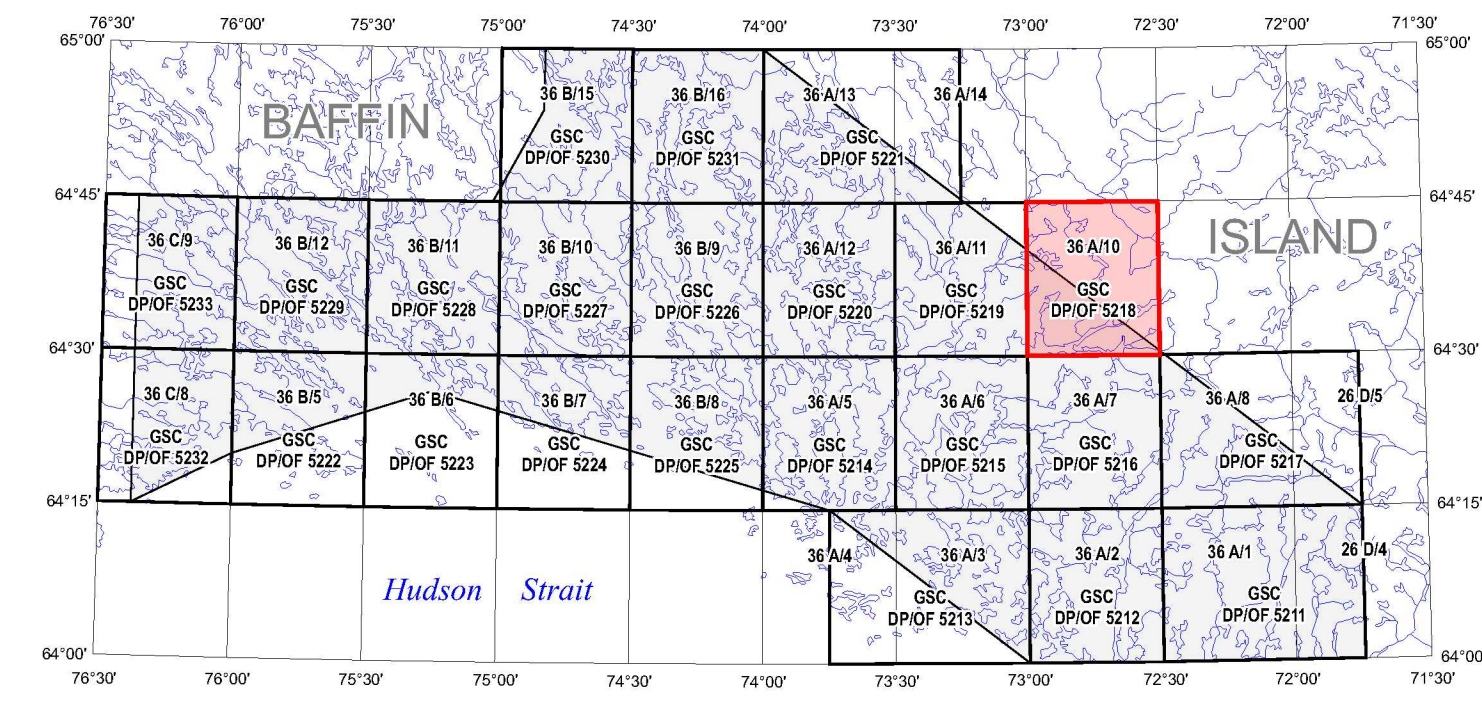 76°30' 76°00' 75°30' 75°00' 74°30' 74°00' 73°30' 73°00' 72°30' 72°00' 71°30'
65°00' 65°00'
36 B/15 36 B/16 36 A/13 36 A/14
BAFFIN
GSC GSC GSC
DP/OF 5230 DP/OF 5231 DP/OF 5221
64°45' 64°45'
36 C/9 36 B/12 36 B/11 36 B/10 36 B/9 36 A/12 36 A/11 36 A/10
ISLAND
GSC GSC GSC GSC GSC GSC GSC GSC
DP/OF 5233 DP/OF 5229 DP/OF 5228 DP/OF 5227 DP/OF 5226 DP/OF 5220 DP/OF 5219 DP/OF 5218
64°30' 64°30'
36 C/8 36 B/5 36 B/6 36 B/7 36 B/8 36 A/5 36 A/6 36 A/7 36 A/8 26 D/5
GSC GSC GSC GSC GSC GSC GSC GSC GSC
DP/OF 5232 DP/OF 5222 DP/OF 5223 DP/OF 5224 DP/OF 5225 DP/OF 5214 DP/OF 5215 DP/OF 5216 DP/OF 5217
64°15' 64°15'
36 A/4 36 A/3 36 A/2 36 A/1 26 D/4
Hudson Strait
GSC GSC GSC
DP/OF 5213 DP/OF 5212 DP/OF 5211
64°00' 64°00'
76°30' 76°00' 75°30' 75°00' 74°30' 74°00' 73°30' 73°00' 72°30' 72°00' 71°30'